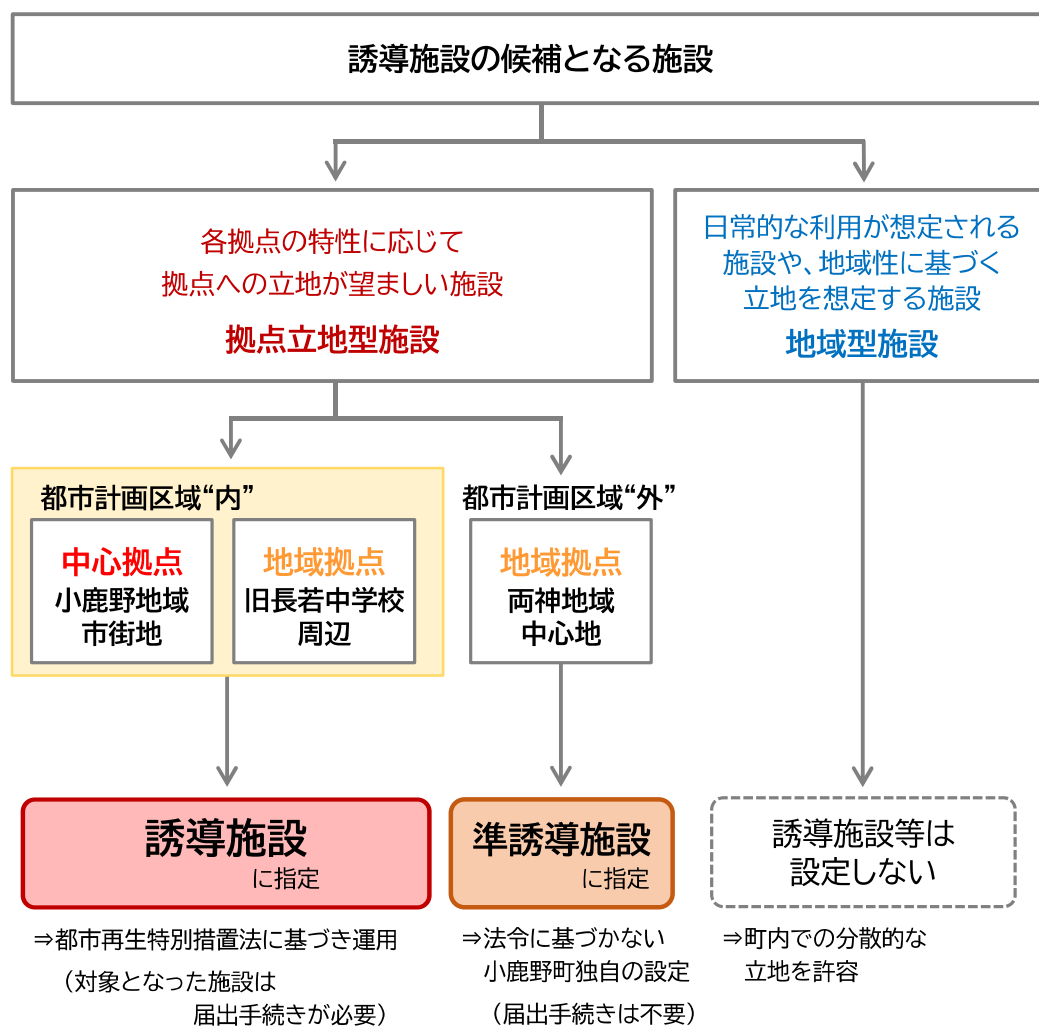 誘導施設の候補となる施設
各拠点の特性に応じて
拠点への立地が望ましい施設
拠点立地型施設
日常的な利用が想定される
施設や、地域性に基づく
立地を想定する施設
地域型施設
都市計画区域“内”
中心拠点
小鹿野地域
市街地
地域拠点
旧長若中学校
周辺
都市計画区域“外”
地域拠点
両神地域
中心地
誘導施設
に指定
⇒都市再生特別措置法に基づき運用
（対象となった施設は
届出手続きが必要）
準誘導施設
に指定
⇒法令に基づかない
小鹿野町独自の設定
（届出手続きは不要）
誘導施設等は
設定しない
⇒町内での分散的な
立地を許容